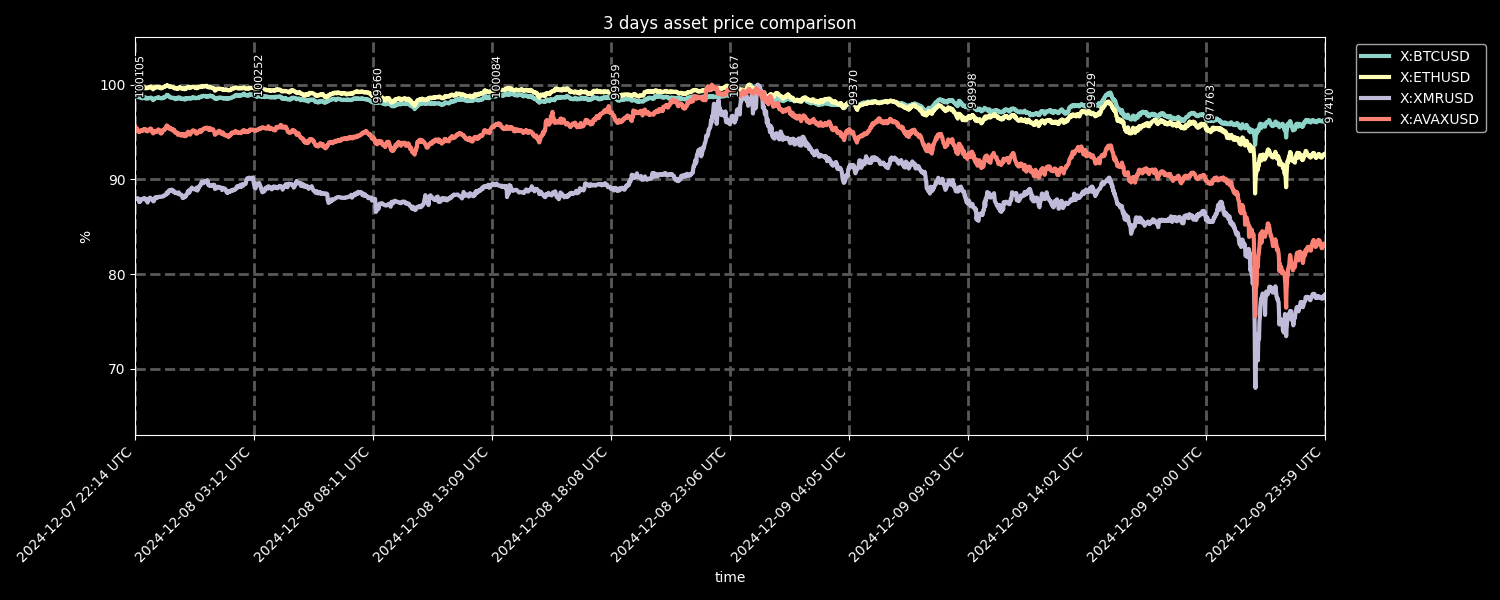 3 days asset price comparison
100105
100252
99560
100084
99959
100167
99370
98998
99029
97763
97410
X:BTCUSD
X:ETHUSD
X:XMRUSD
X:AVAXUSD
100
90
80
70
%
2024-12-07 22:14 UTC
2024-12-08 03:12 UTC
2024-12-08 08:11 UTC
2024-12-08 13:09 UTC
2024-12-08 18:08 UTC
2024-12-08 23:06 UTC
2024-12-09 04:05 UTC
2024-12-09 09:03 UTC
2024-12-09 14:02 UTC
2024-12-09 19:00 UTC
2024-12-09 23:59 UTC
time